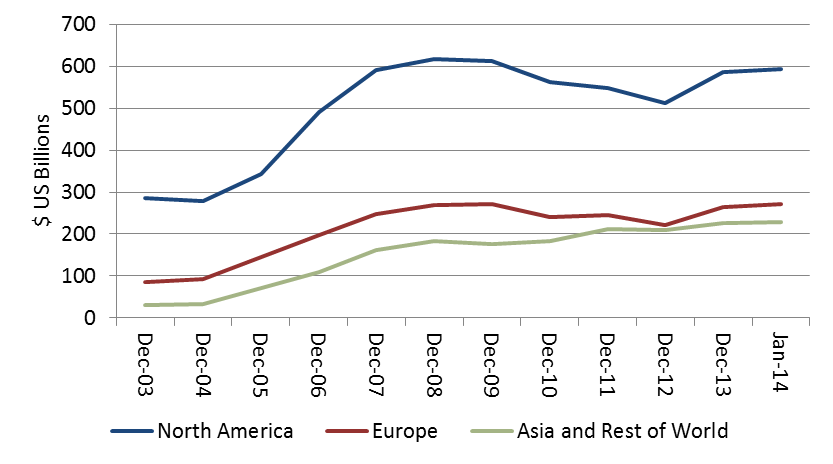 700
600
500
400
300
200
100
0
$ US Billions
Dec-03 Dec-04 Dec-05 Dec-06 Dec-07 Dec-08 Dec-09 Dec-10 Dec-11 Dec-12 Dec-13 Jan-14
North America Europe Asia and Rest of World